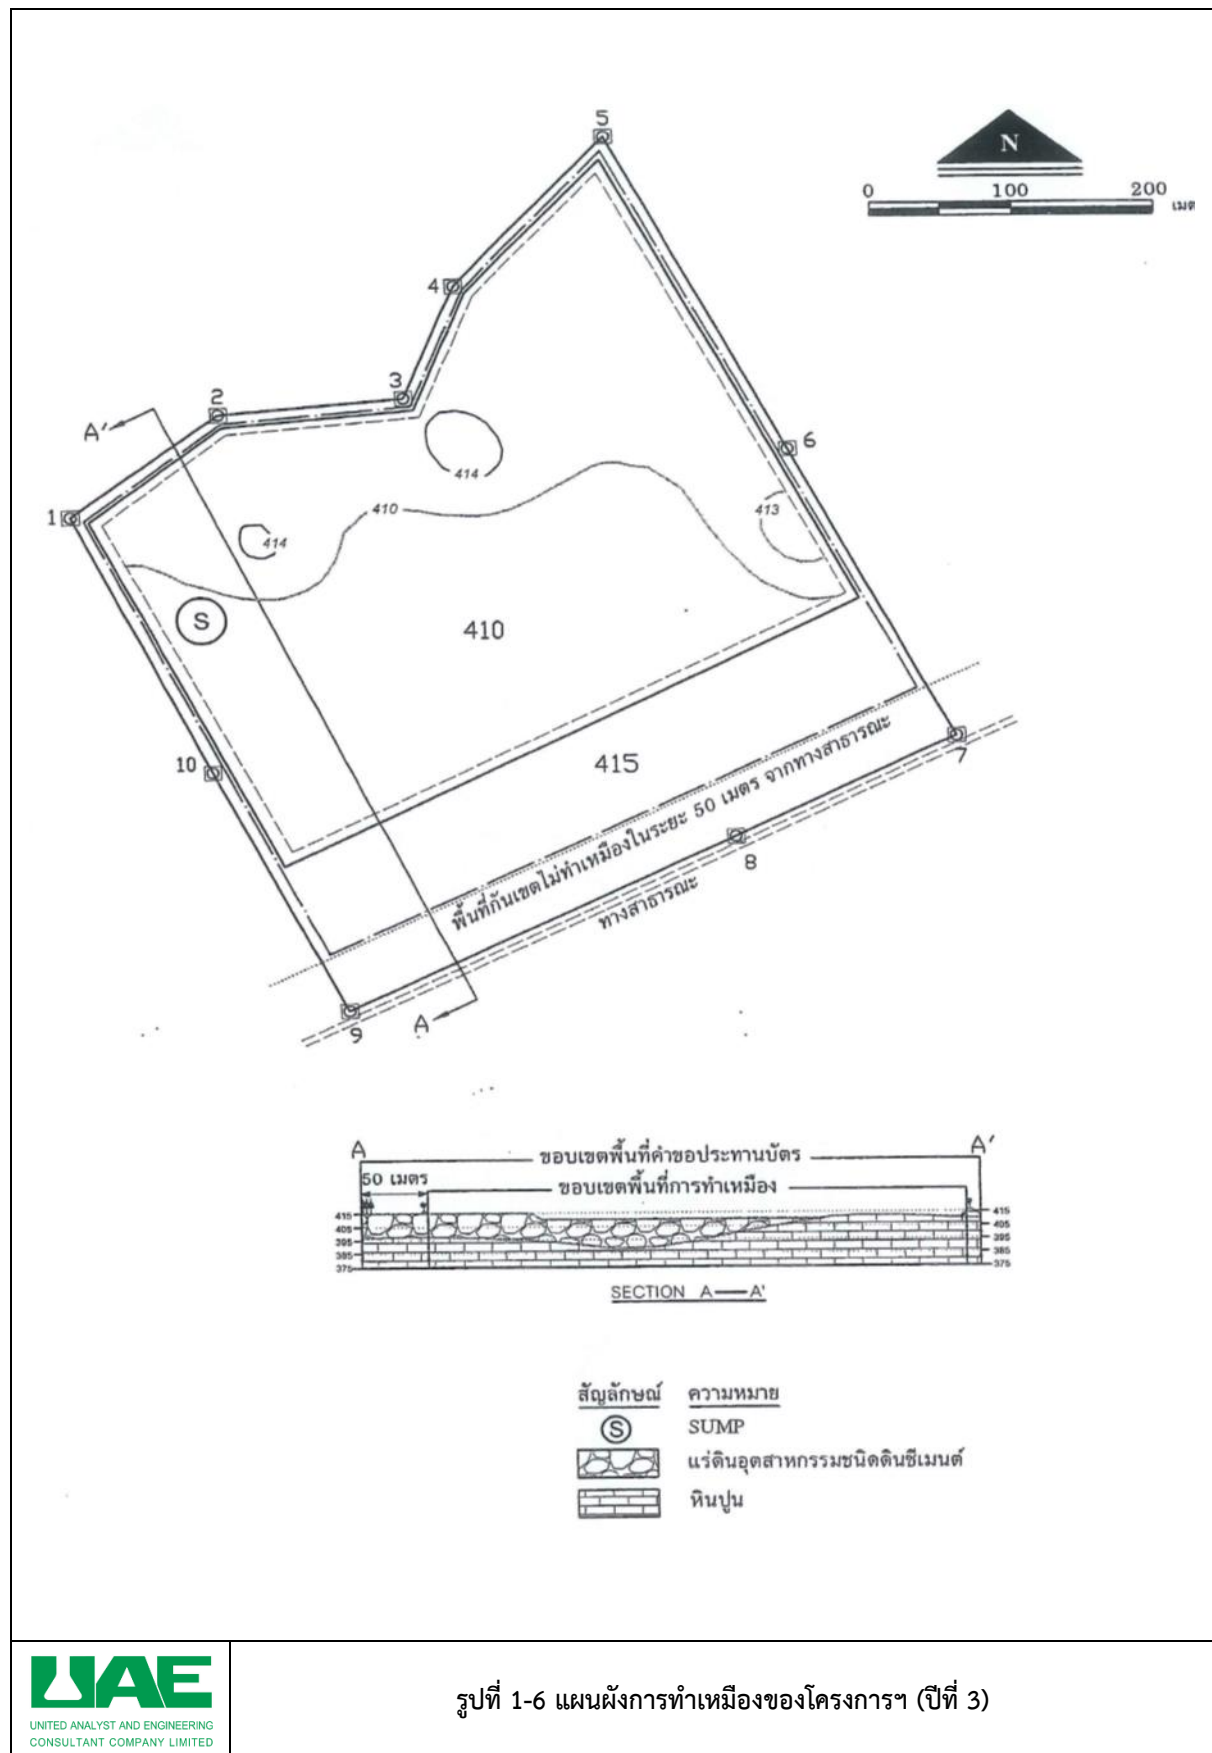 5
N
0 100 200
เมต
4
3
2
A'
6
414
410
413
1
414
S
410
10
415
พื้นที่กันเขตไม่ทำเหมืองในระยะ 50 เมตร จากทางสาธารณะ
7
8
ทางสาธารณะ
A
9
A A'
ขอบเขตพื้นที่คำขอประทานบัตร
50 เมตร
ขอบเขตพื้นที่การทำเหมือง
415 415
405 405
395 395
385 385
375 375
SECTION A — A'
สัญลักษณ์ ความหมาย
S SUMP
แร่ดินอุตสาหกรรมชนิดดินซีเมนต์
หินปูน
UAE
UNITED ANALYST AND ENGINEERING
CONSULTANT COMPANY LIMITED
รูปที่ 1-6 แผนผังการทำเหมืองของโครงการฯ (ปีที่ 3)